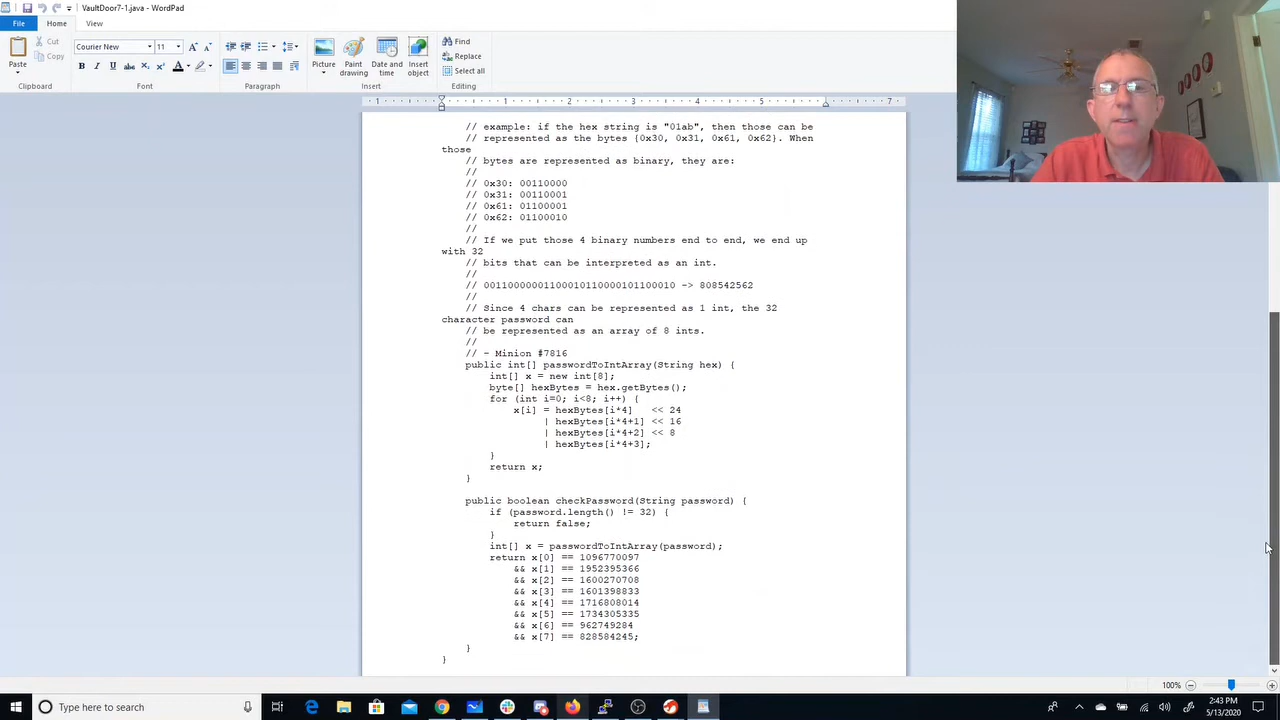 VaultDoor7-1.java - WordPad
File Home View
Cut
Copy
Paste
Courier New 11
Picture
Paint drawing
Date and time
Insert object
Find
Replace
Select all
Clipboard Font Paragraph Insert Editing
1 1 2 3 4 5 7
// example: if the hex string is "01ab", then those can be
// represented as the bytes {0x30, 0x31, 0x61, 0x62}. When
those
// bytes are represented as binary, they are:
//
// 0x30: 00110000
// 0x31: 00110001
// 0x61: 01100001
// 0x62: 01100010
//
// If we put those 4 binary numbers end to end, we end up
with 32
// bits that can be interpreted as an int.
//
// 00110000001100010110000101100010 -> 808542562
//
// Since 4 chars can be represented as 1 int, the 32
character password can
// be represented as an array of 8 ints.
//
// - Minion #7816
public int[] passwordToIntArray(String hex) {
int[] x = new int[8];
byte[] hexBytes = hex.getBytes();
for (int i=0; i<8; i++) {
x[i] = hexBytes[i*4] << 24
| hexBytes[i*4+1] << 16
| hexBytes[i*4+2] << 8
| hexBytes[i*4+3];
}
return x;
}
public boolean checkPassword(String password) {
if (password.length() != 32) {
return false;
}
int[] x = passwordToIntArray(password);
return x[0] == 1096770097
&& x[1] == 1952395366
&& x[2] == 1600270708
&& x[3] == 1601398833
&& x[4] == 1716808014
&& x[5] == 1734305335
&& x[6] == 962749284
&& x[7] == 828584245;
}
}
100%
Type here to search
2:43 PM
5/13/2020